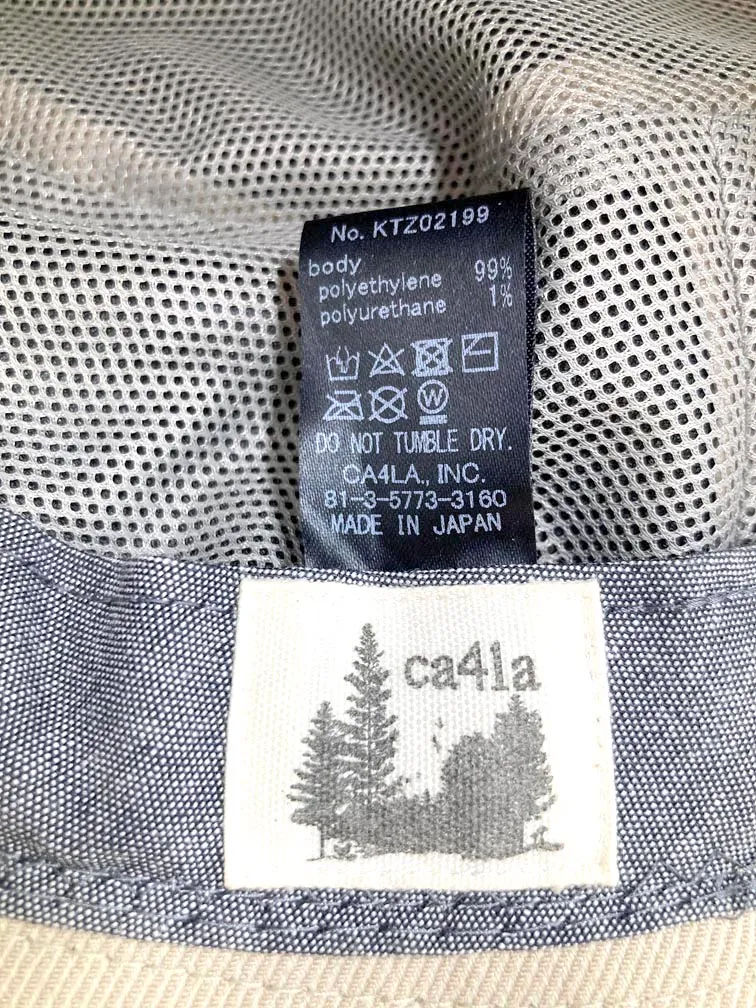 No. KTZ02199
body
polyethylene 99%
polyurethane 1%
W
DO NOT TUMBLE DRY.
CA4LA., INC.
81-3-5773-3160
MADE IN JAPAN
ca4la